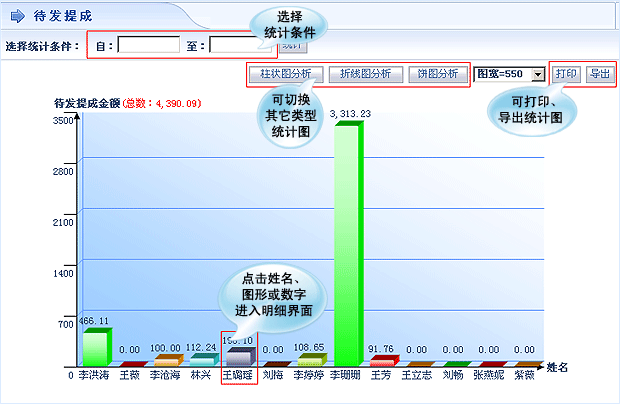 待发提成
选择统计条件
选择统计条件： 自： 至： 统计
柱状图分析 折线图分析 饼图分析 图宽=550 打印 导出
可切换其它类型统计图
可打印、导出统计图
待发提成金额(总数：4,390.09)
3500
2800
2100
1400
700
0
3,313.23
点击姓名、图形或数字进入明细界面
466.11 0.00 100.00 112.24 0.00 108.65 91.76 0.00 0.00 0.00 0.00
李洪涛 王薇 李沧海 林兴 王璐瑶 刘梅 李婷婷 李珊珊 王芳 王立志 刘畅 张燕妮 紫薇
姓名